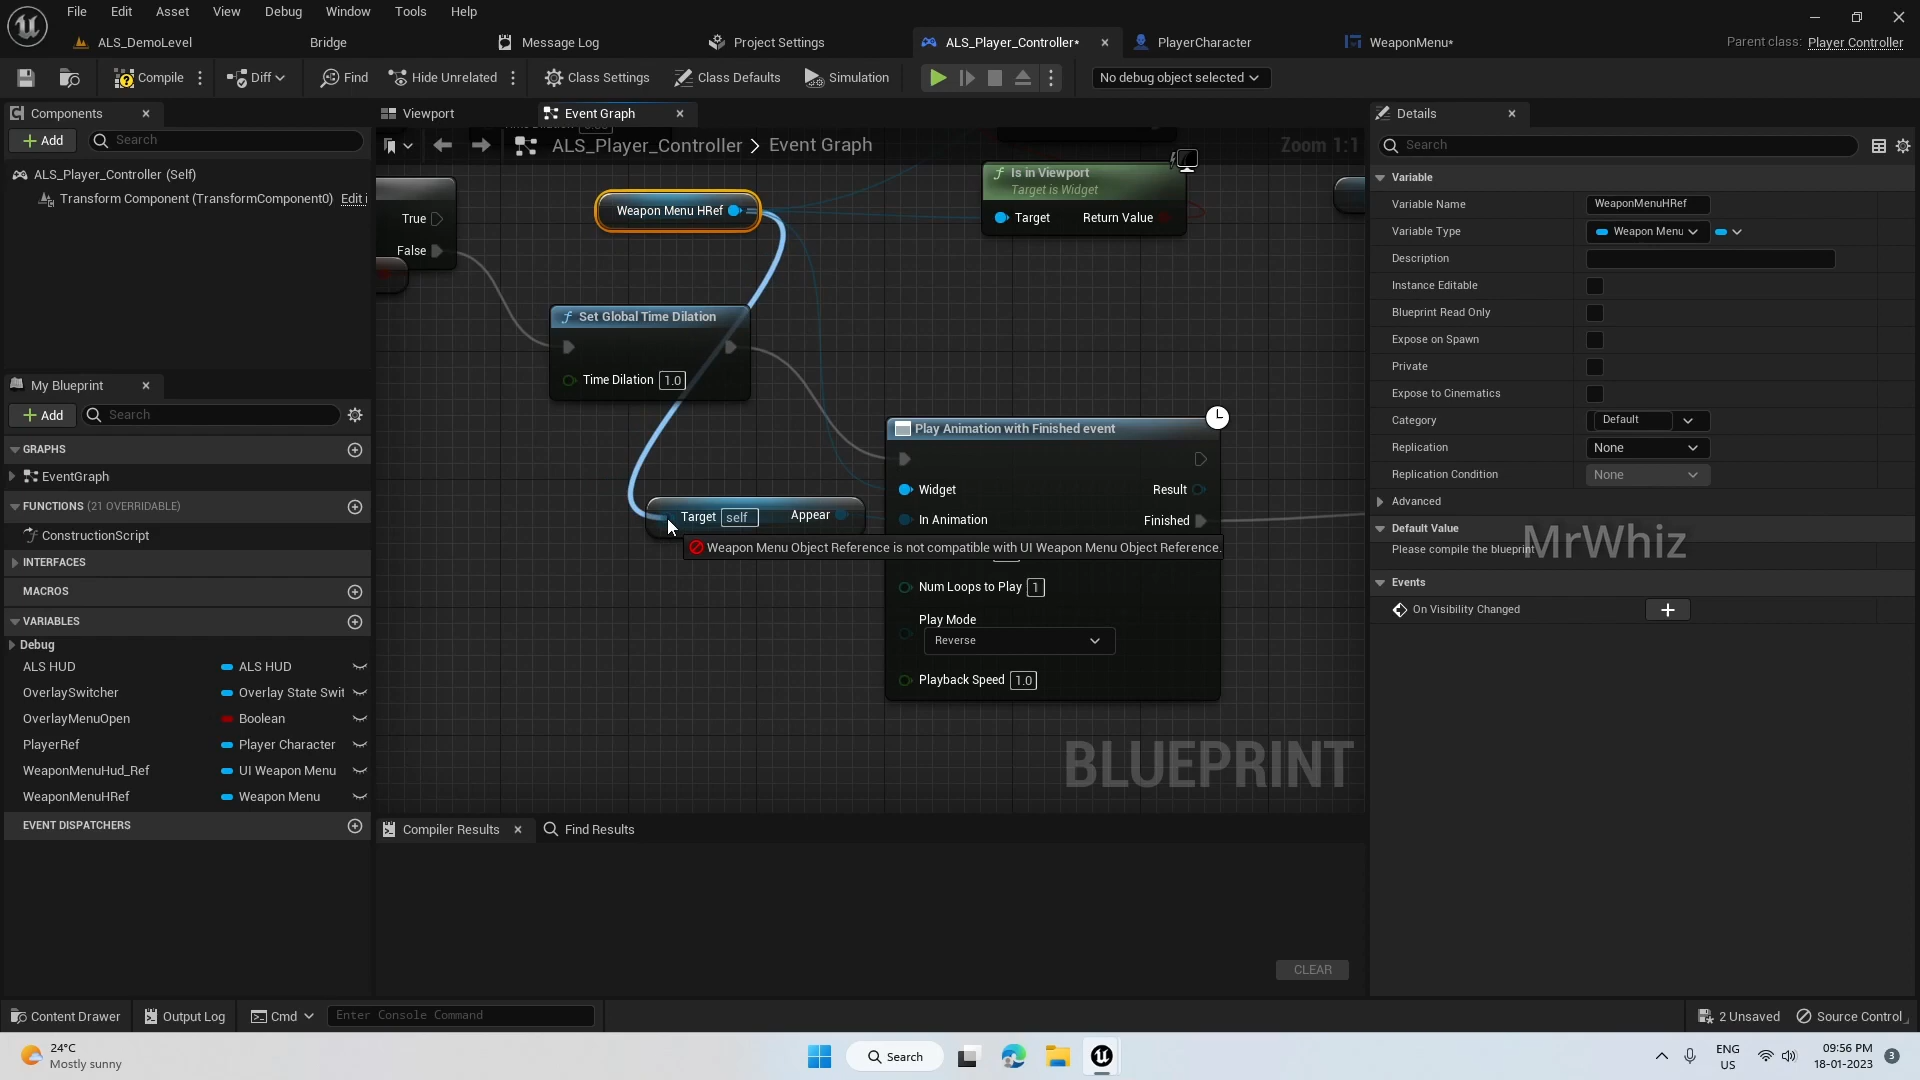 File Edit Asset View Debug Window Tools Help
ALS_DemoLevel Bridge Message Log Project Settings ALS_Player_Controller* PlayerCharacter WeaponMenu* Parent class: Player Controller
Compile Diff Find Hide Unrelated Class Settings Class Defaults Simulation No debug object selected
Components
Add Search
ALS_Player_Controller (Self)
Transform Component (TransformComponent0) Edit i
My Blueprint
Add Search
GRAPHS
EventGraph
FUNCTIONS (21 OVERRIDABLE)
ConstructionScript
INTERFACES
MACROS
VARIABLES
Debug
ALS HUD ALS HUD
OverlaySwitcher Overlay State Swit
OverlayMenuOpen Boolean
PlayerRef Player Character
WeaponMenuHud_Ref UI Weapon Menu
WeaponMenuHRef Weapon Menu
EVENT DISPATCHERS
Viewport Event Graph
ALS_Player_Controller > Event Graph Zoom 1:1
True
False
Weapon Menu HRef
Is in Viewport
Target is Widget
Target Return Value
Set Global Time Dilation
Time Dilation 1.0
Target self Appear
Weapon Menu Object Reference is not compatible with UI Weapon Menu Object Reference.
Play Animation with Finished event
Widget Result
In Animation Finished
Num Loops to Play 1
Play Mode
Reverse
Playback Speed 1.0
BLUEPRINT
Compiler Results Find Results
CLEAR
Details
Search
Variable
Variable Name WeaponMenuHRef
Variable Type Weapon Menu
Description
Instance Editable
Blueprint Read Only
Expose on Spawn
Private
Expose to Cinematics
Category Default
Replication None
Replication Condition None
Advanced
Default Value
Please compile the blueprint
MrWhiz
Events
On Visibility Changed
Content Drawer Output Log Cmd Enter Console Command 2 Unsaved Source Control
24°C
Mostly sunny
Search
ENG
US
09:56 PM
18-01-2023
3